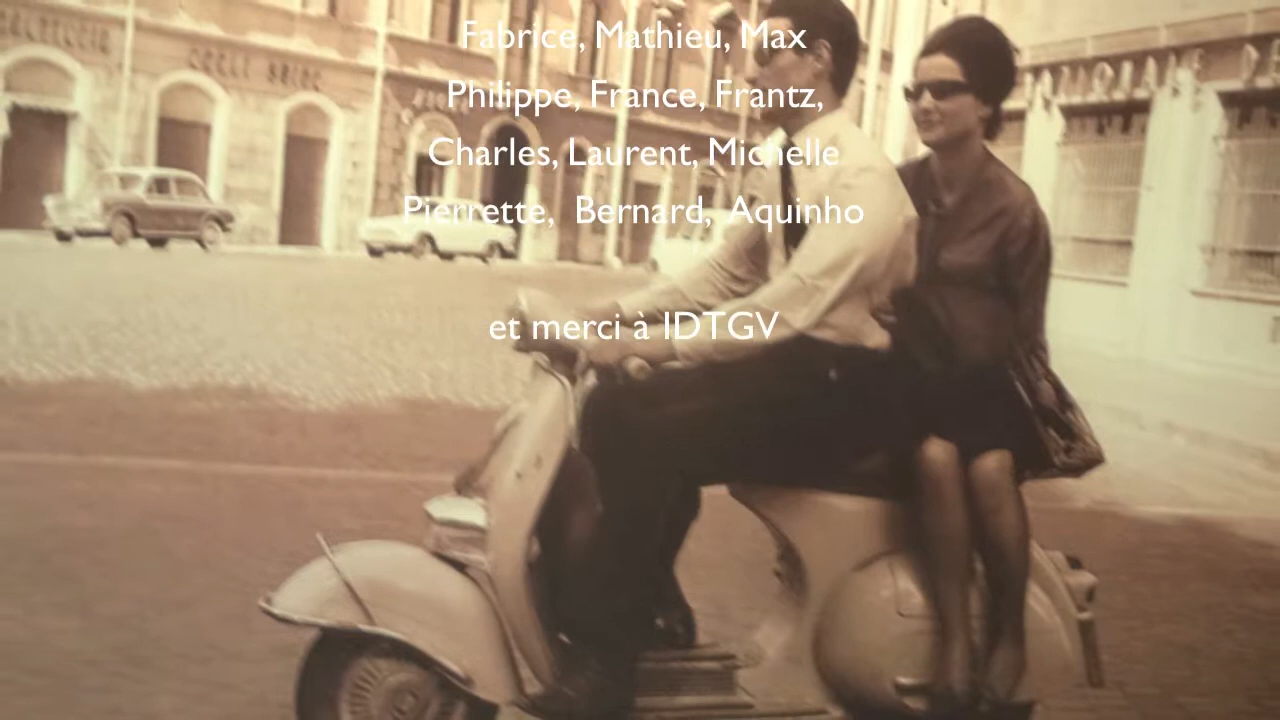 Fabrice, Mathieu, Max
Philippe, France, Frantz,
Charles, Laurent, Michelle
Pierrette, Bernard, Aquinho
et merci à IDTGV